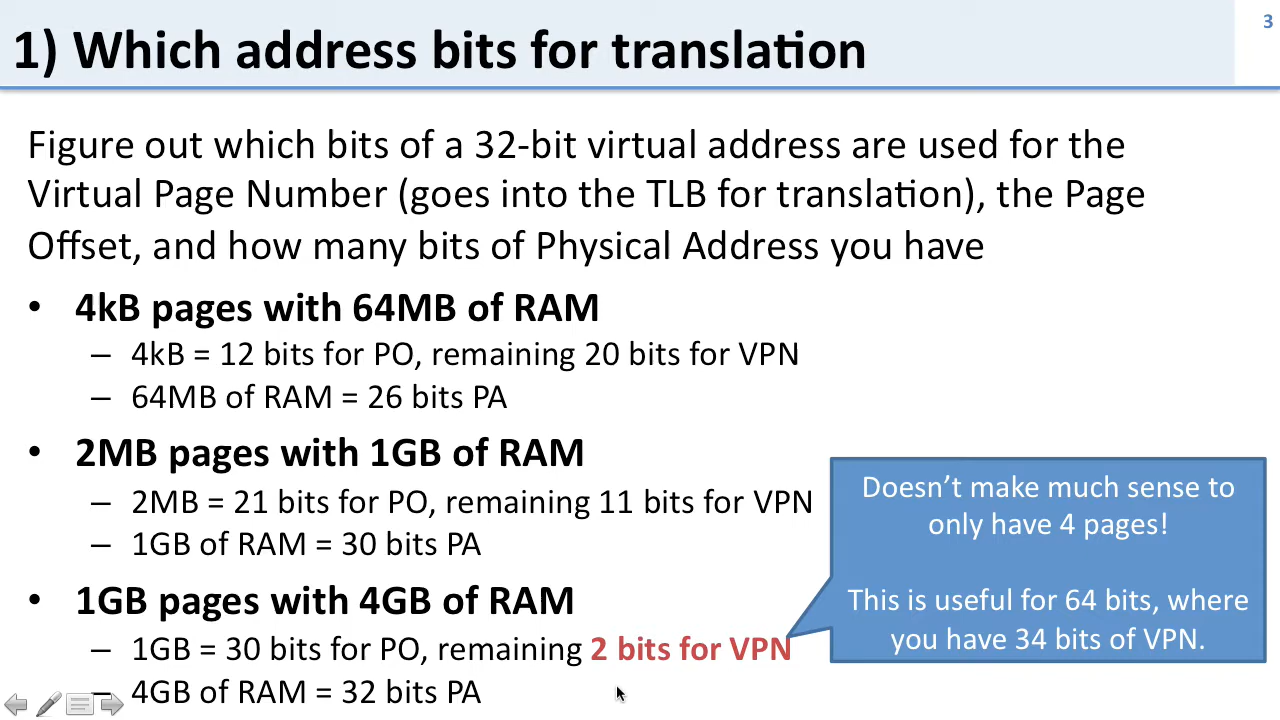 3
1) Which address bits for translation
Figure out which bits of a 32-bit virtual address are used for the
Virtual Page Number (goes into the TLB for translation), the Page
Offset, and how many bits of Physical Address you have
• 4kB pages with 64MB of RAM
– 4kB = 12 bits for PO, remaining 20 bits for VPN
– 64MB of RAM = 26 bits PA
• 2MB pages with 1GB of RAM
– 2MB = 21 bits for PO, remaining 11 bits for VPN
– 1GB of RAM = 30 bits PA
• 1GB pages with 4GB of RAM
– 1GB = 30 bits for PO, remaining 2 bits for VPN
– 4GB of RAM = 32 bits PA
Doesn’t make much sense to
only have 4 pages!
This is useful for 64 bits, where
you have 34 bits of VPN.